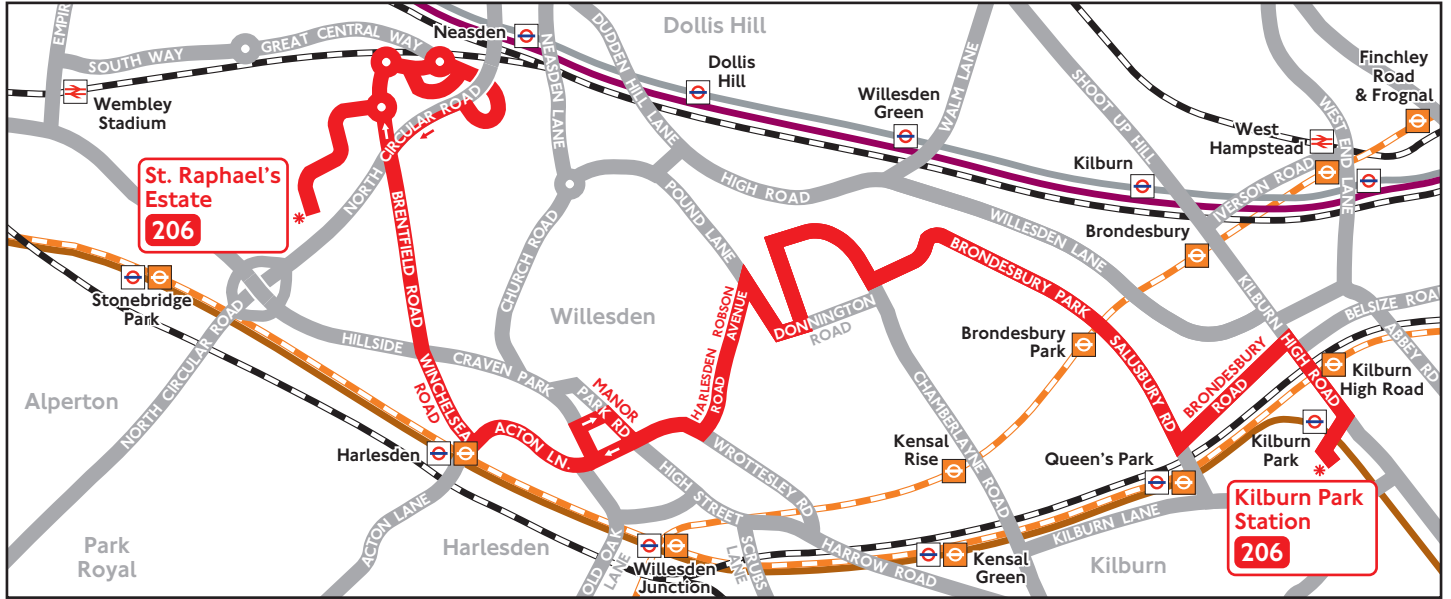 EMPIR
SOUTH WAY
GREAT CENTRAL WAY
Neasden
NEASDEN LANE
DUDDEN HILL LANE
Dollis Hill
Dollis
Hill
Willesden
Green
WALM LANE
SHOOT UP HILL
Finchley
Road
& Frognal
WEST END LANE
West
Hampstead
Wembley
Stadium
NORTH CIRCULAR ROAD
St. Raphael's
Estate
206
BRENTFIELD ROAD
POUND LANE
HIGH ROAD
Kilburn
IVERSON ROAD
WILLESDEN LANE
Brondesbury
Stonebridge
Park
CHURCH ROAD
Willesden
ROBSON
AVENUE
HARLESDEN
ROAD
DONNINGTON
ROAD
BRONDESBURY PARK
Brondesbury
Park
SALUSBURY RD
KILBURN
HIGH ROAD
BELSIZE ROA
ABBEY RD
BRONDESBURY
ROAD
Kilburn
High Road
HILLSIDE
CRAVEN PARK
NORTH CIRCULAR ROAD
Alperton
WINCHELSEA
ROAD
MANOR
PARK RD
ACTON LN.
Harlesden
CHAMBERLAYNE ROAD
Kensal
Rise
Queen's Park
Kilburn
Park
Kilburn Park
Station
206
WROTTESLEY RD
HIGH STREET
ACTON LANE
Harlesden
Park
Royal
OLD OAK
LANE
Willesden
Junction
SCRUBS
LANE
HARROW ROAD
Kensal
Green
KILBURN LANE
Kilburn